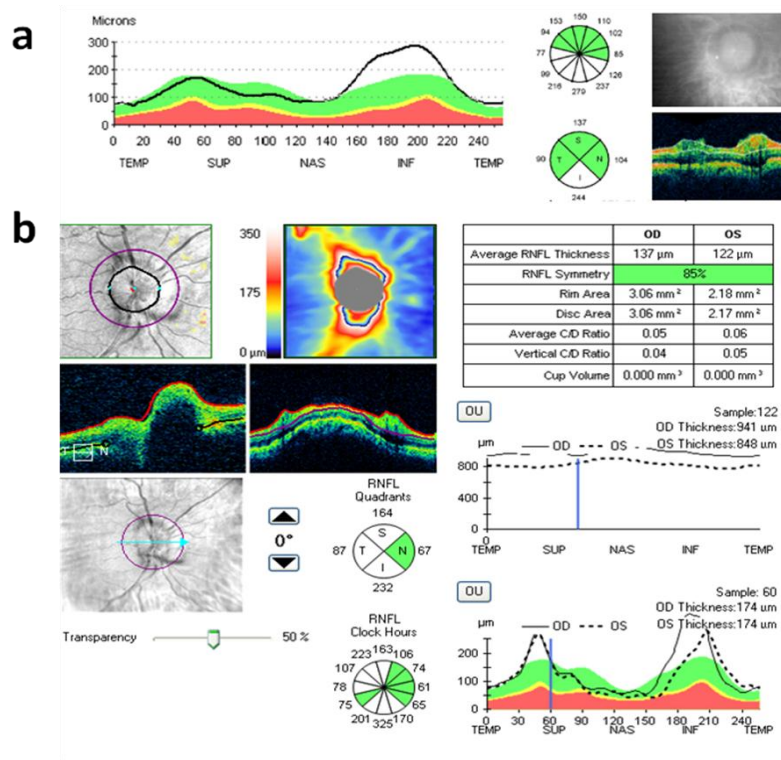 a
Microns
300
200
100
0
0 20 40 60 80 100 120 140 160 180 200 220 240
TEMP SUP NAS INF TEMP
153 150 110
94 102
77 85
99 126
216 279 237
137
S
90 T N 104
I
244
b
350
175
0 µm
OD OS
Average RNFL Thickness 137 µm 122 µm
RNFL Symmetry 85%
Rim Area 3.06 mm² 2.18 mm²
Disc Area 3.06 mm² 2.17 mm²
Average C/D Ratio 0.05 0.06
Vertical C/D Ratio 0.04 0.05
Cup Volume 0.000 mm³ 0.000 mm³
T N
OU
Sample:122
OD Thickness:941 um
OS Thickness:848 um
µm OD OS
800
400
0
0
TEMP SUP NAS INF TEMP
0°
RNFL
Quadrants
164
S
87 T N 67
I
232
Transparency 50 %
RNFL
Clock Hours
223 163 106
107 74
78 61
75 65
201 325 170
OU
Sample: 60
OD Thickness:174 um
OS Thickness:174 um
µm OD OS
200
100
0
0 30 60 90 120 150 180 210 240
TEMP SUP NAS INF TEMP